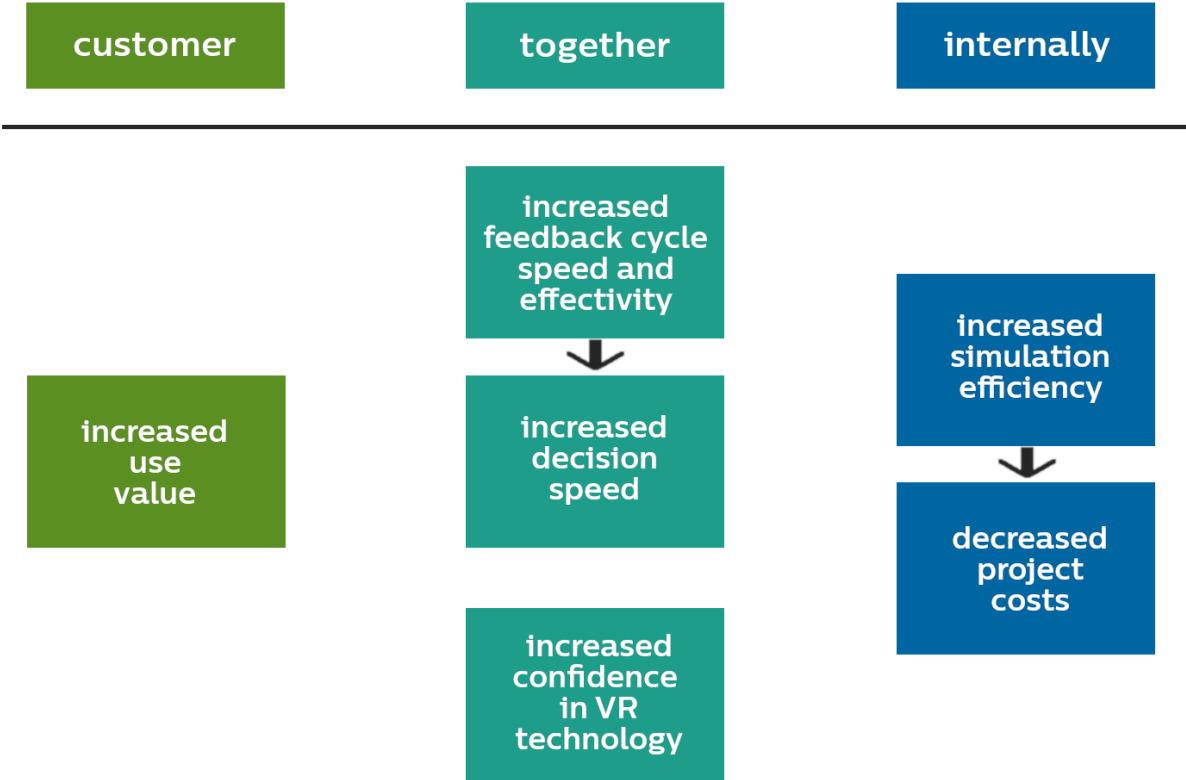 customer
together
internally
increased
feedback cycle
speed and
effectivity
increased
use
value
increased
decision
speed
increased
confidence
in VR
technology
increased
simulation
efficiency
decreased
project
costs